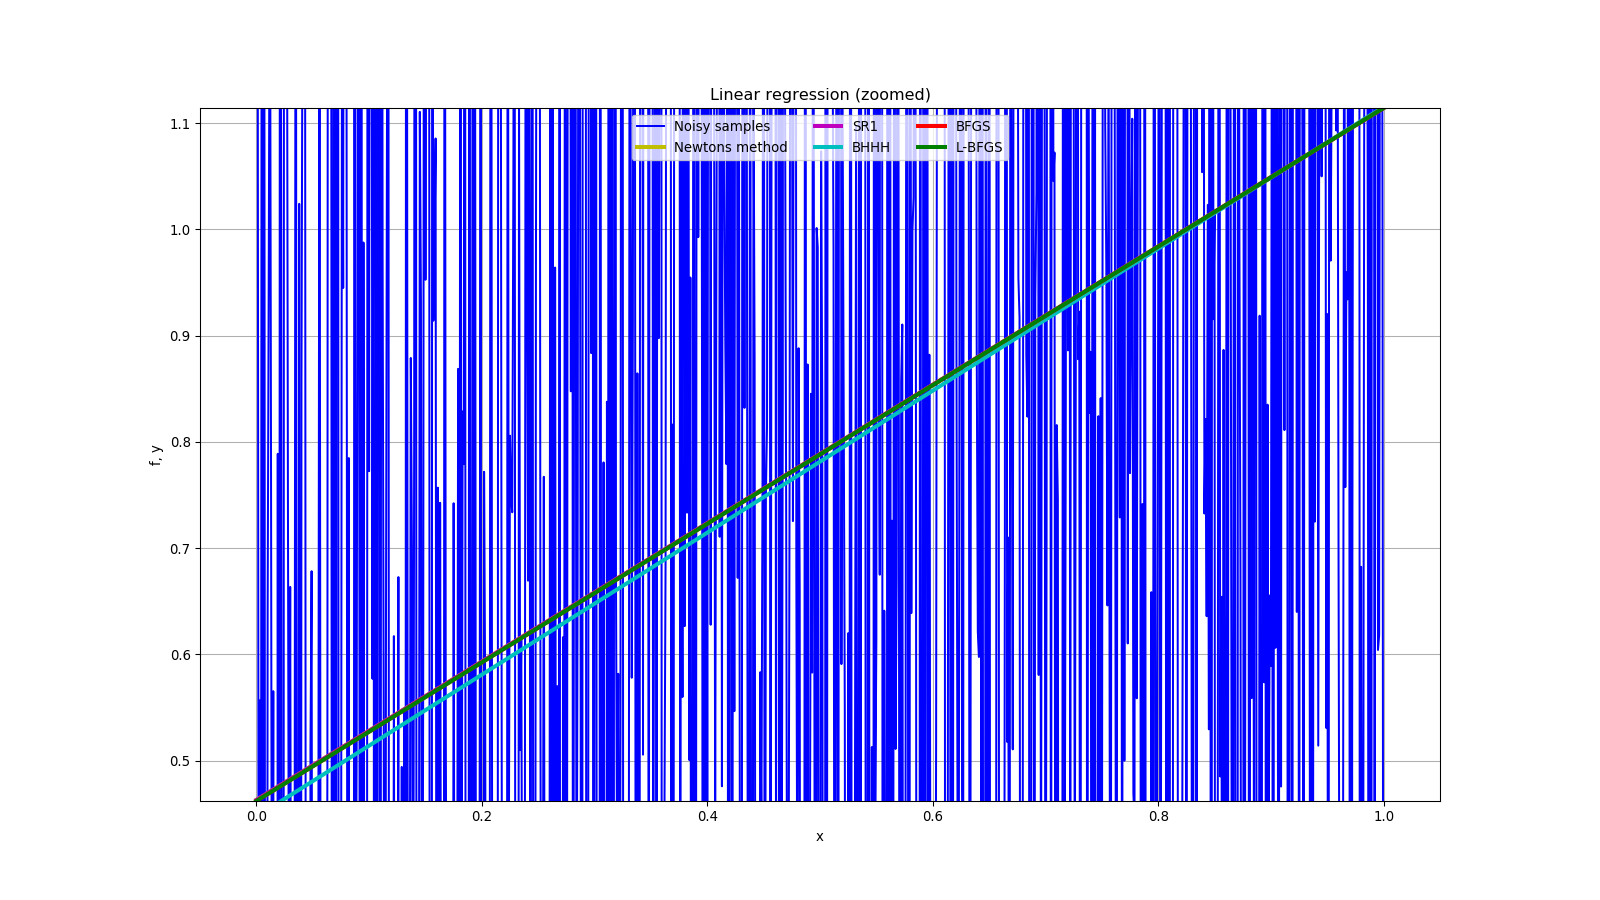 Linear regression (zoomed)
Noisy samples SR1 BFGS
Newtons method BHHH L-BFGS
1.1
1.0
0.9
0.8
0.7
0.6
0.5
f, y
0.0 0.2 0.4 0.6 0.8 1.0
x